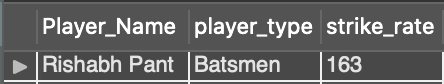 Player_Name player_type strike_rate
Rishabh Pant Batsmen 163